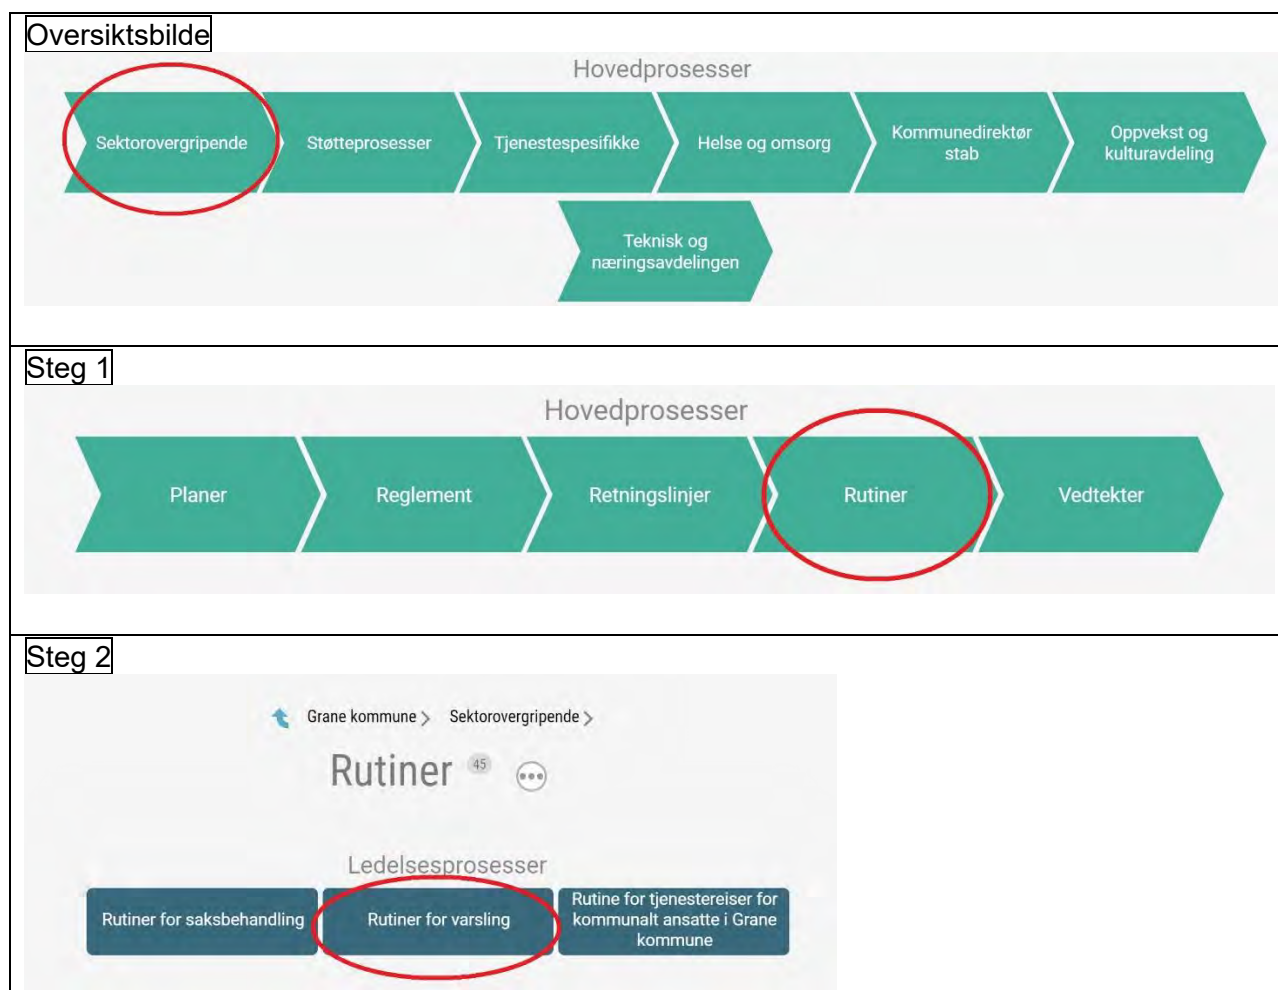 Oversiktsbilde
Hovedprosesser
Sektorovergripende
Støtteprosesser
Tjenestespesifikke
Helse og omsorg
Kommunedirektør
stab
Oppvekst og
kulturavdeling
Teknisk og
næringsavdelingen
Steg 1
Hovedprosesser
Planer
Reglement
Retningslinjer
Rutiner
Vedtekter
Steg 2
Grane kommune > Sektorovergripende >
Rutiner 45
Ledelsesprosesser
Rutiner for saksbehandling
Rutiner for varsling
Rutine for tjenestereiser for
kommunalt ansatte i Grane
kommune